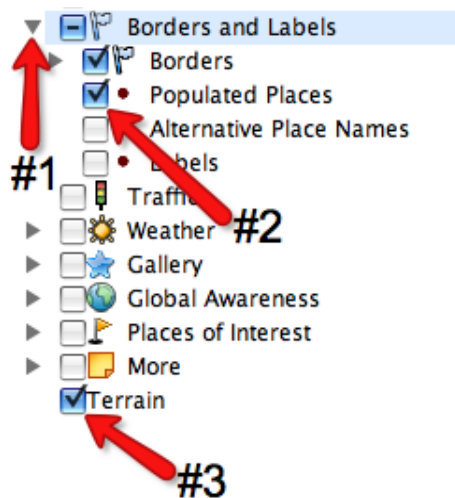 Borders and Labels
Borders
Populated Places
Alternative Place Names
Labels
#1
Traffic
#2
Weather
Gallery
Global Awareness
Places of Interest
More
Terrain
#3